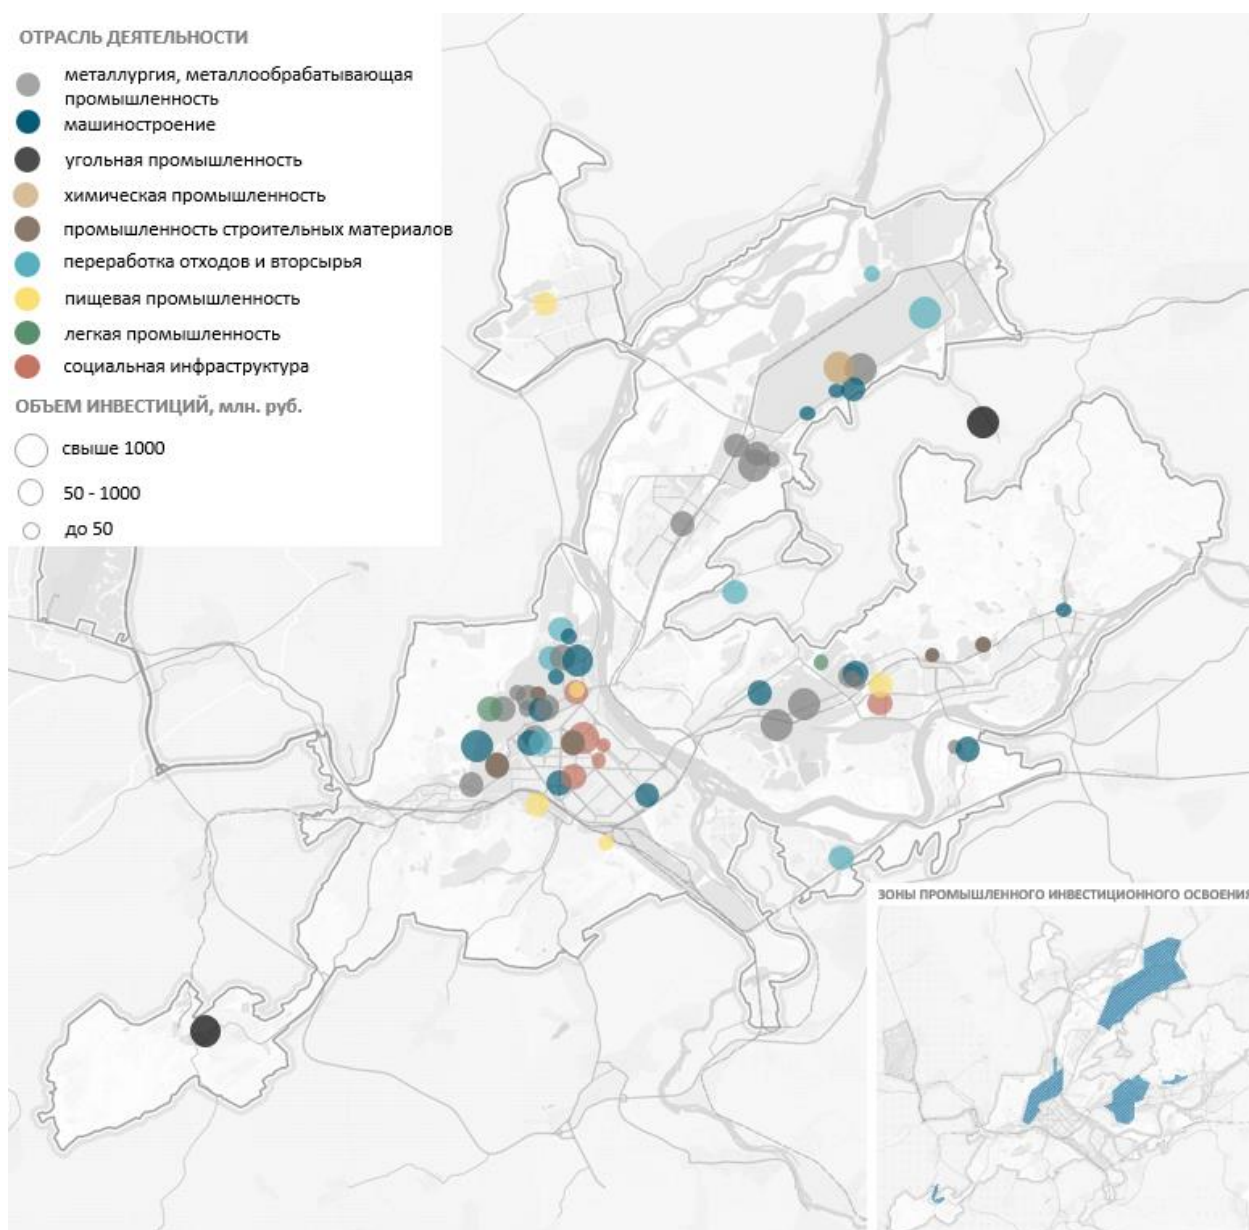 ОТРАСЛЬ ДЕЯТЕЛЬНОСТИ
металлургия, металлообрабатывающая
промышленность
машиностроение
угольная промышленность
химическая промышленность
промышленность строительных материалов
переработка отходов и вторсырья
пищевая промышленность
легкая промышленность
социальная инфраструктура
ОБЪЕМ ИНВЕСТИЦИЙ, млн. руб.
свыше 1000
50 - 1000
до 50
ЗОНЫ ПРОМЫШЛЕННОГО ИНВЕСТИЦИОННОГО ОСВОЕНИЯ